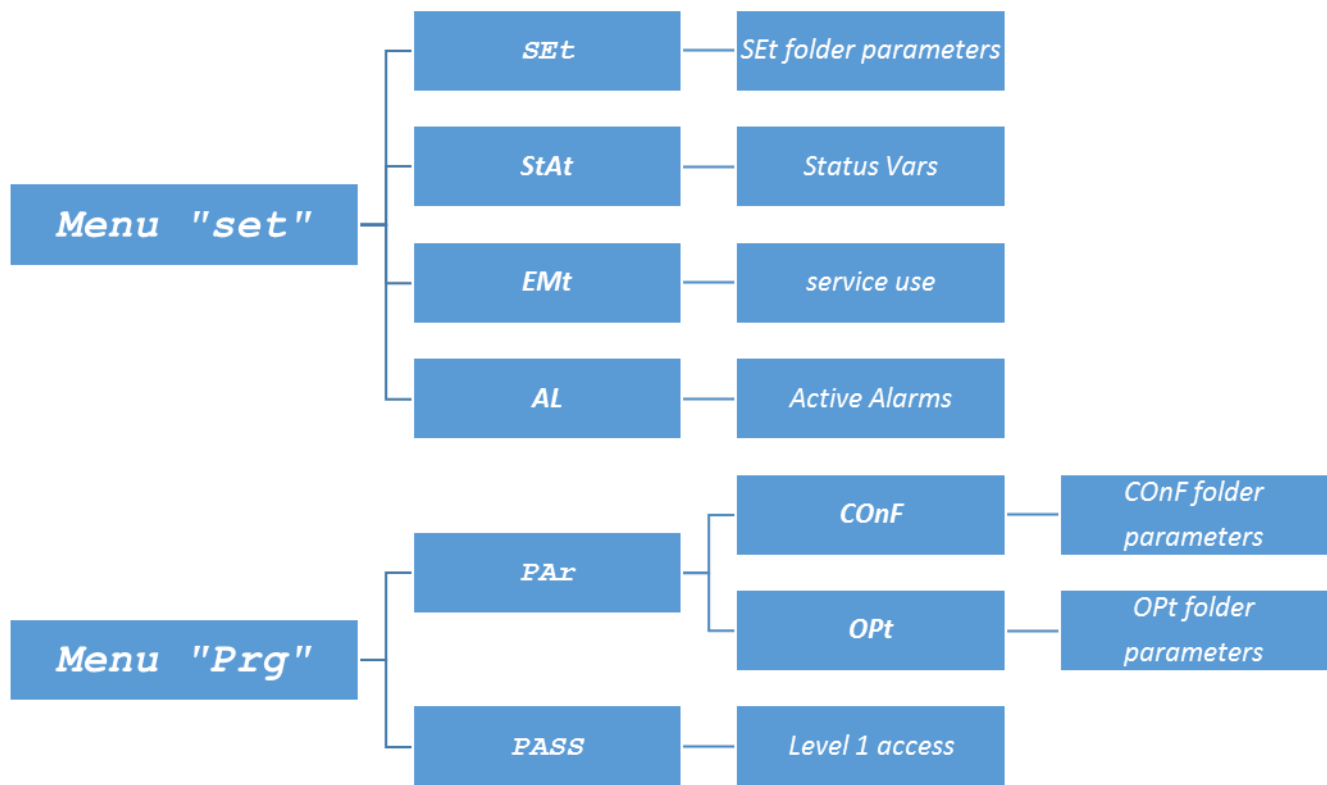 SEt
SEt folder parameters
StAt
Status Vars
Menu "set"
EMt
service use
AL
Active Alarms
COnF
COnF folder
parameters
PAr
OPt
OPt folder
parameters
Menu "Prg"
PASS
Level 1 access